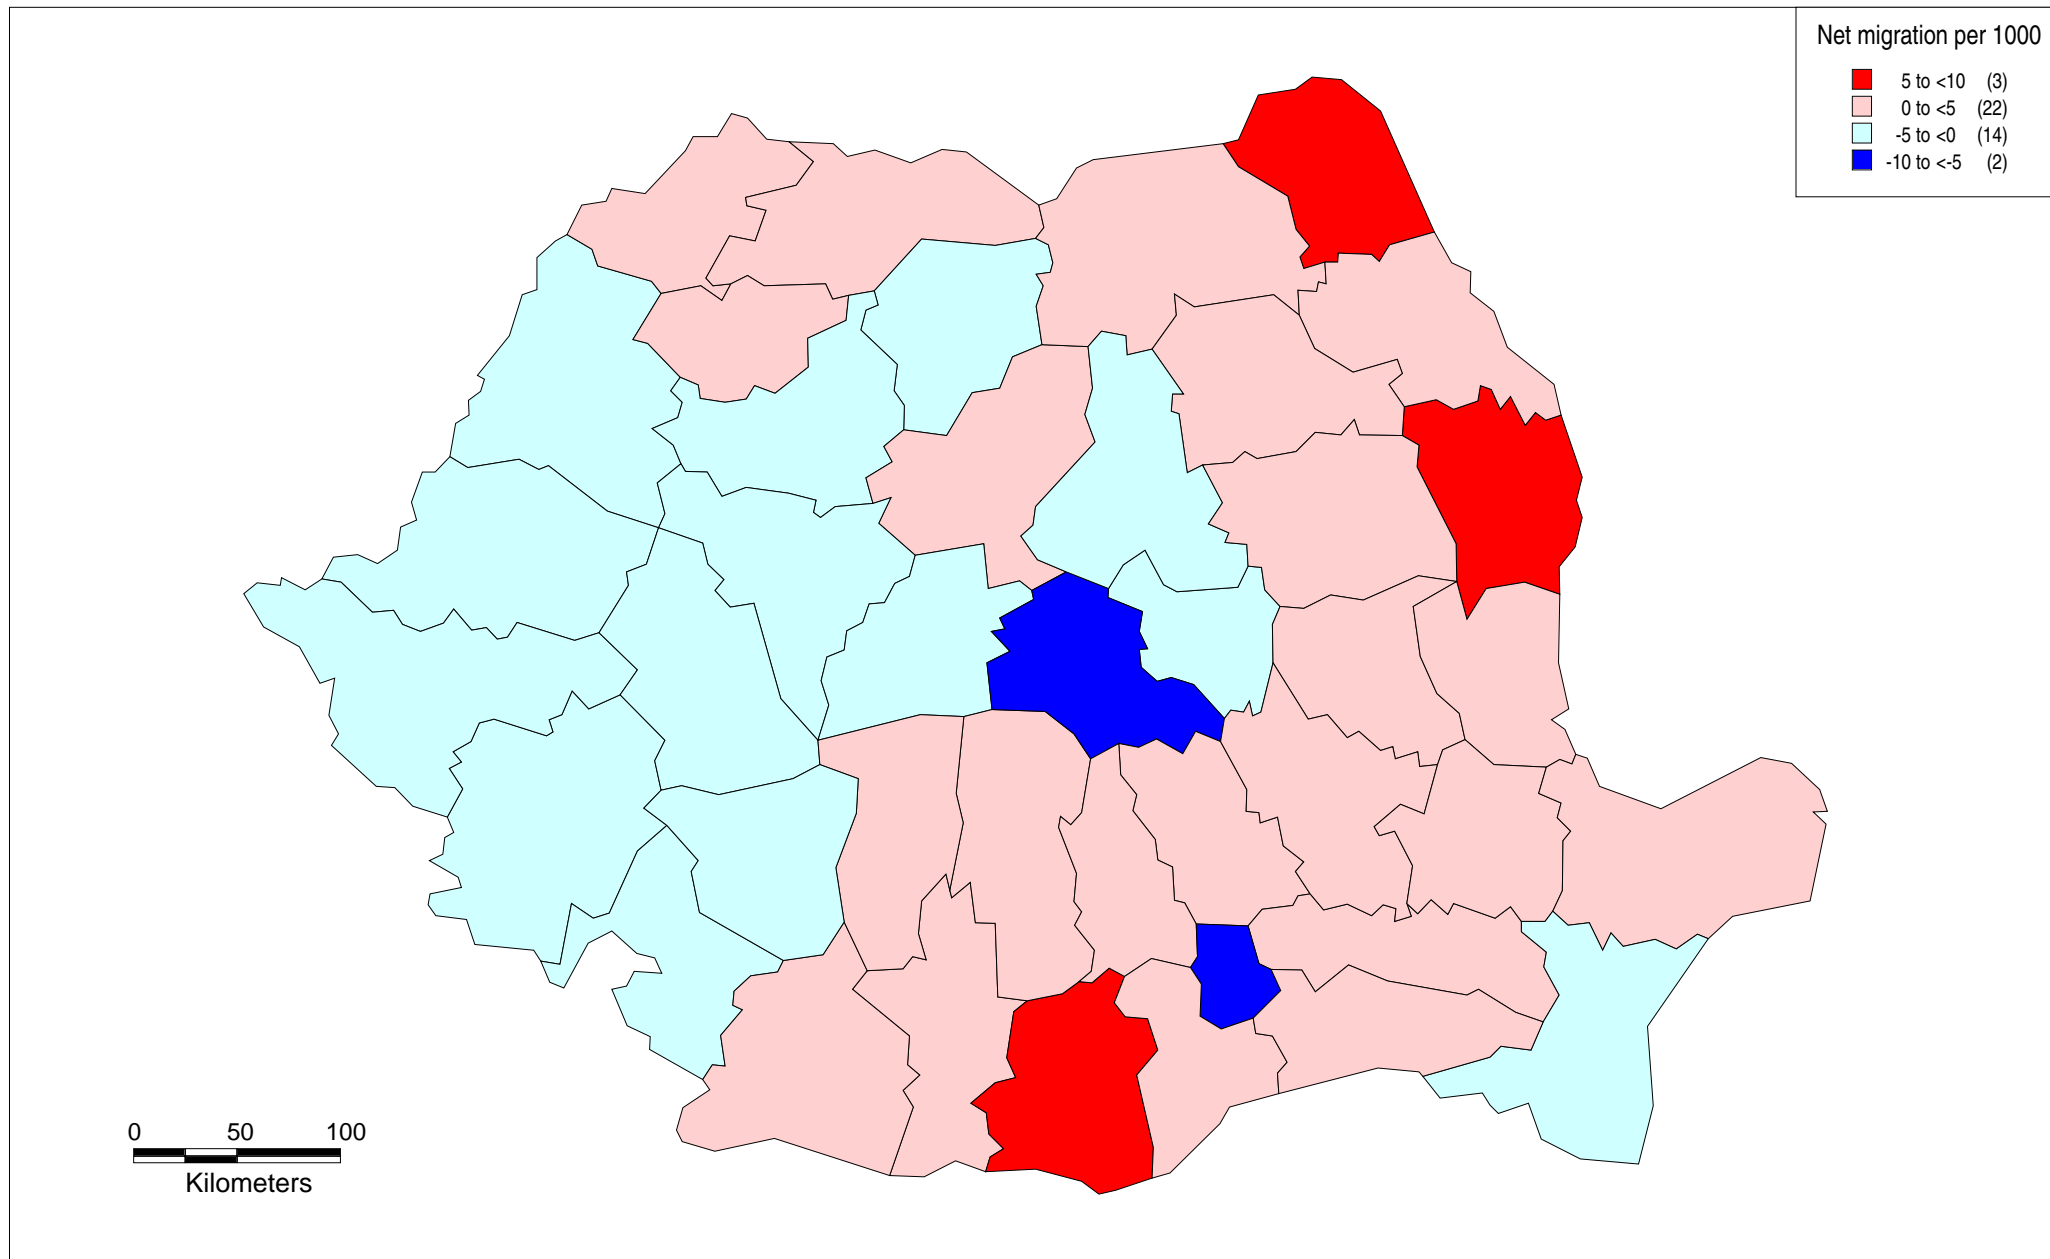 Net migration per 1000
5 to <10 (3)
0 to <5 (22)
-5 to <0 (14)
-10 to <-5 (2)
0 50 100
Kilometers